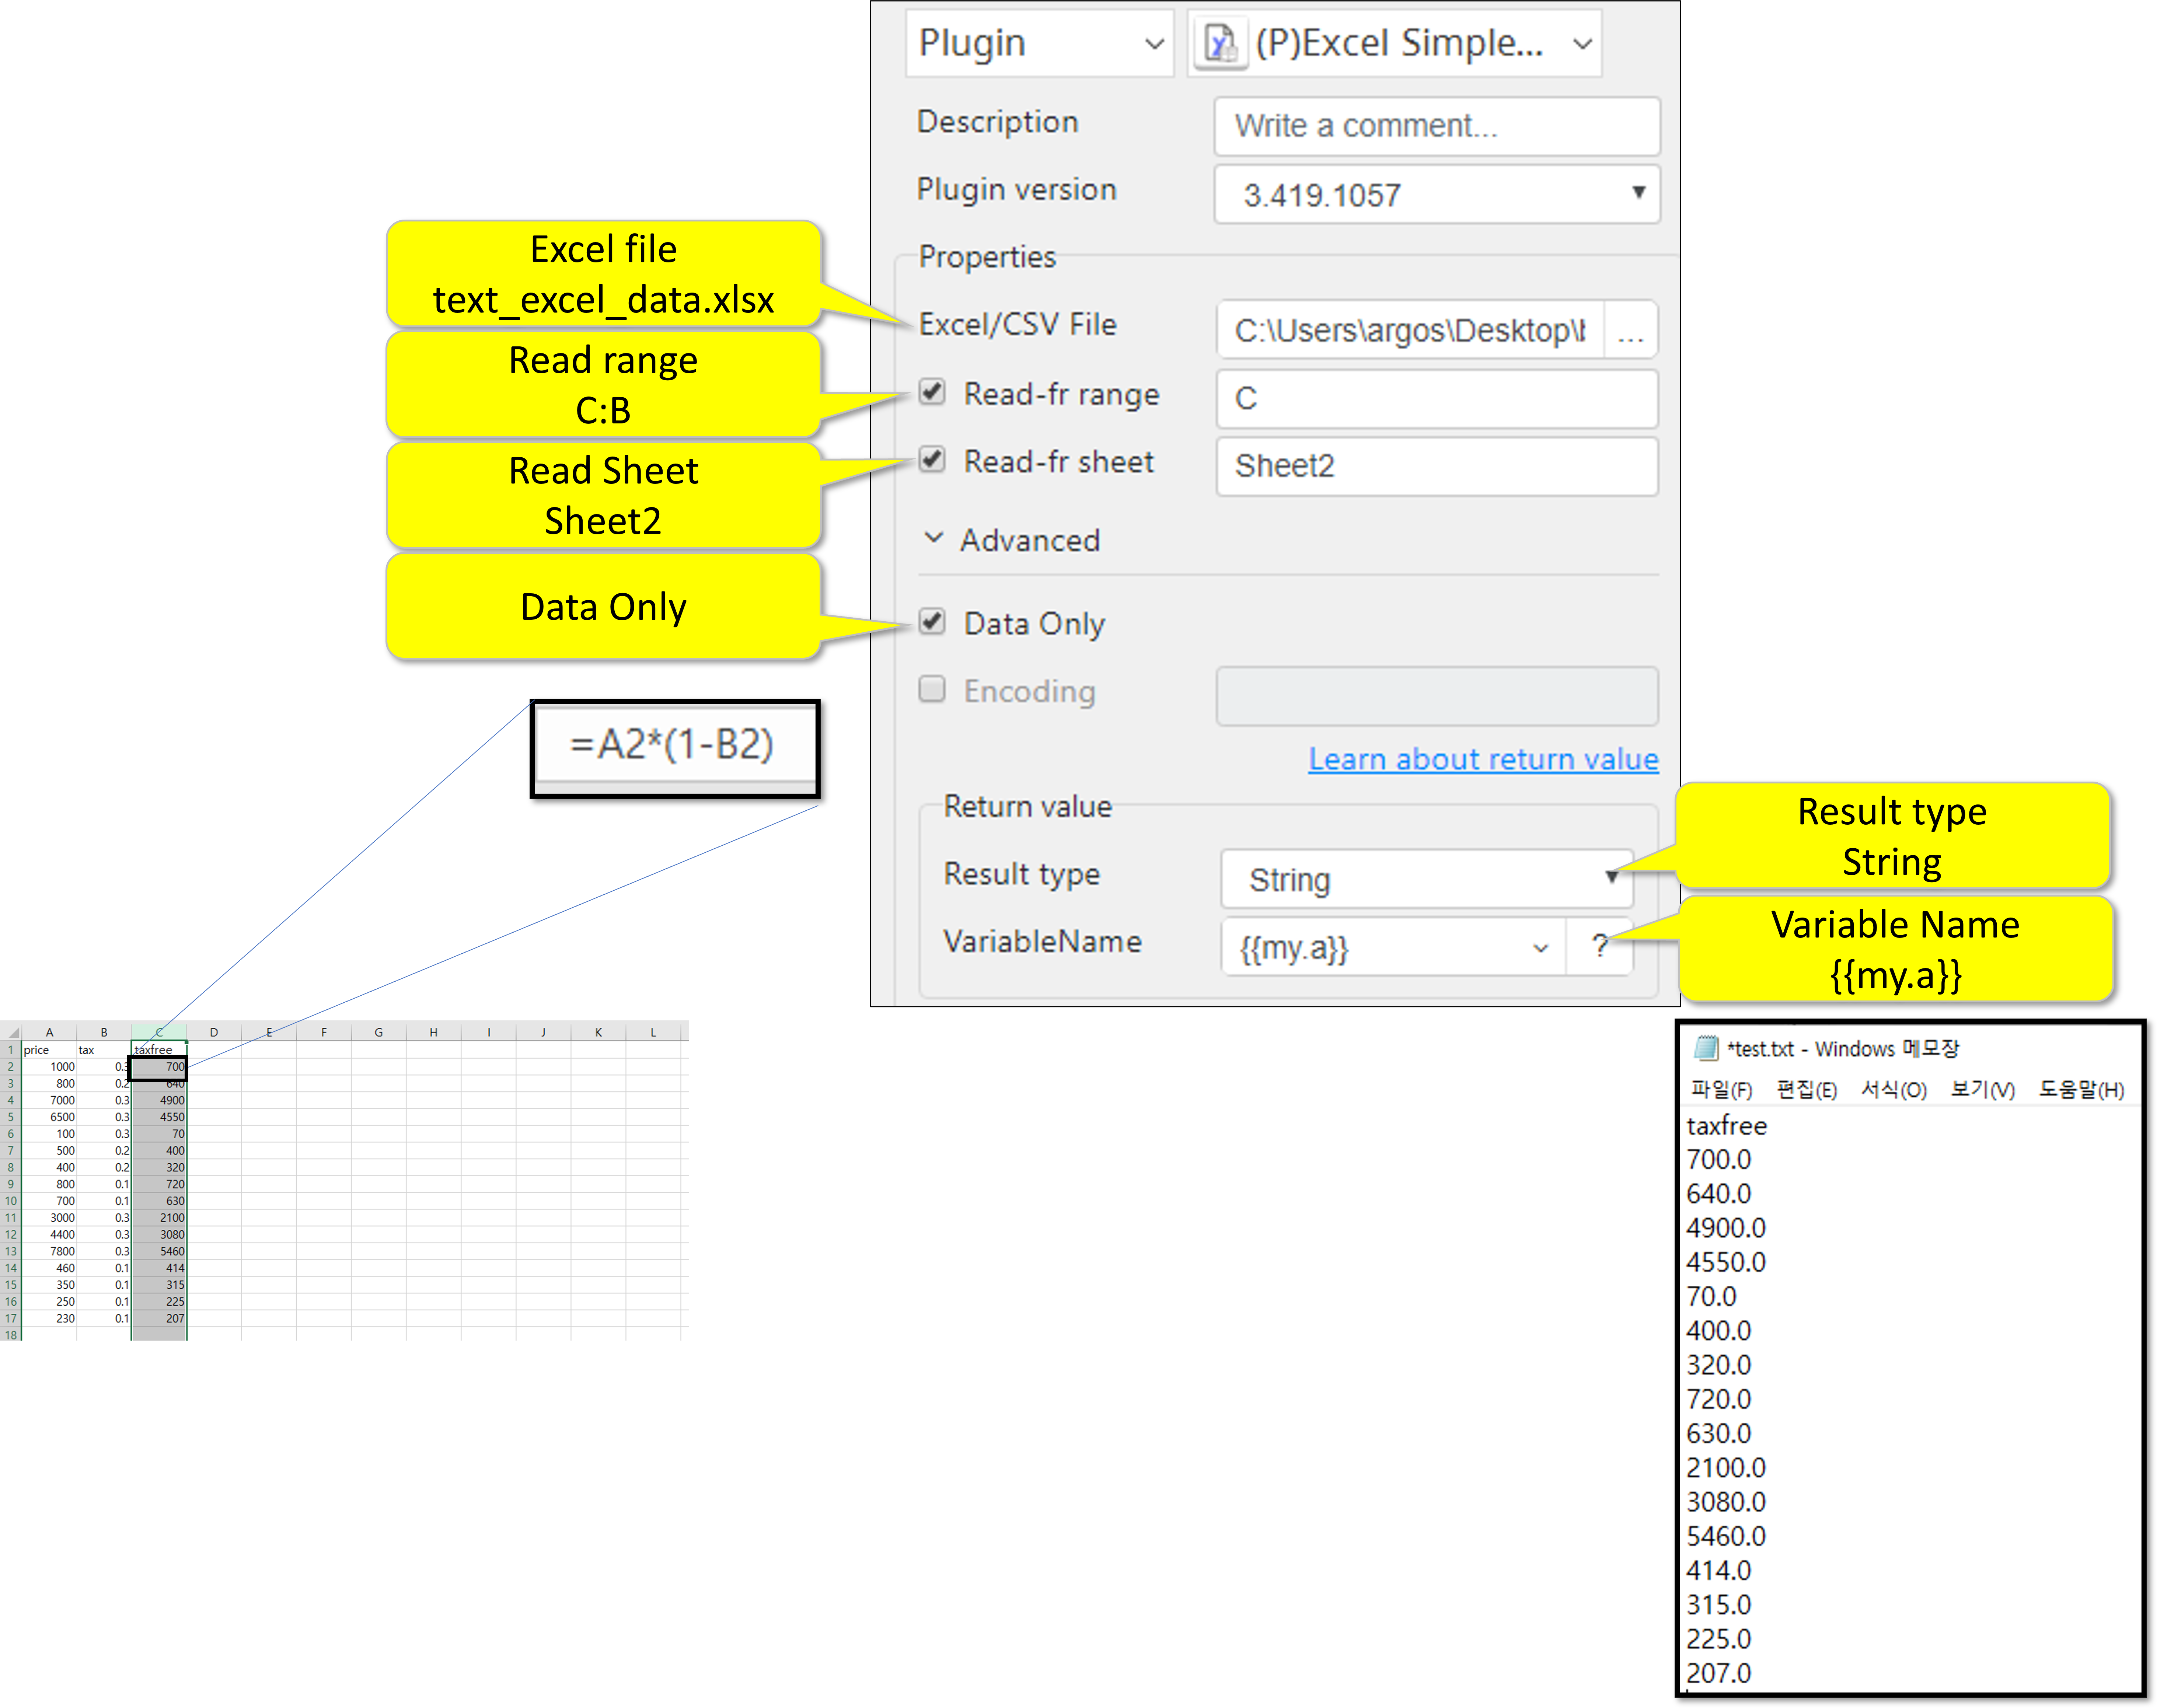 Plugin
(P)Excel Simple...
Description
Write a comment...
Plugin version
3.419.1057
Properties
Excel file
text_excel_data.xlsx
Excel/CSV File
C:\Users\argos\Desktop\
...
Read range
C:B
Read-fr range
C
Read Sheet
Sheet2
Read-fr sheet
Sheet2
Advanced
Data Only
Data Only
Encoding
=A2*(1-B2)
Learn about return value
Return value
Result type
String
Result type
String
VariableName
{{my.a}}
?
Variable Name
{{my.a}}
A B C D E F G H I J K L
1 price tax taxfree
2 1000 0.3 700
3 800 0.2 640
4 7000 0.3 4900
5 6500 0.3 4550
6 100 0.3 70
7 500 0.2 400
8 400 0.2 320
9 800 0.1 720
10 700 0.1 630
11 3000 0.3 2100
12 4400 0.3 3080
13 7800 0.3 5460
14 460 0.1 414
15 350 0.1 315
16 250 0.1 225
17 230 0.1 207
18
*test.txt - Windows 메모장
파일(F) 편집(E) 서식(O) 보기(V) 도움말(H)
taxfree
700.0
640.0
4900.0
4550.0
70.0
400.0
320.0
720.0
630.0
2100.0
3080.0
5460.0
414.0
315.0
225.0
207.0